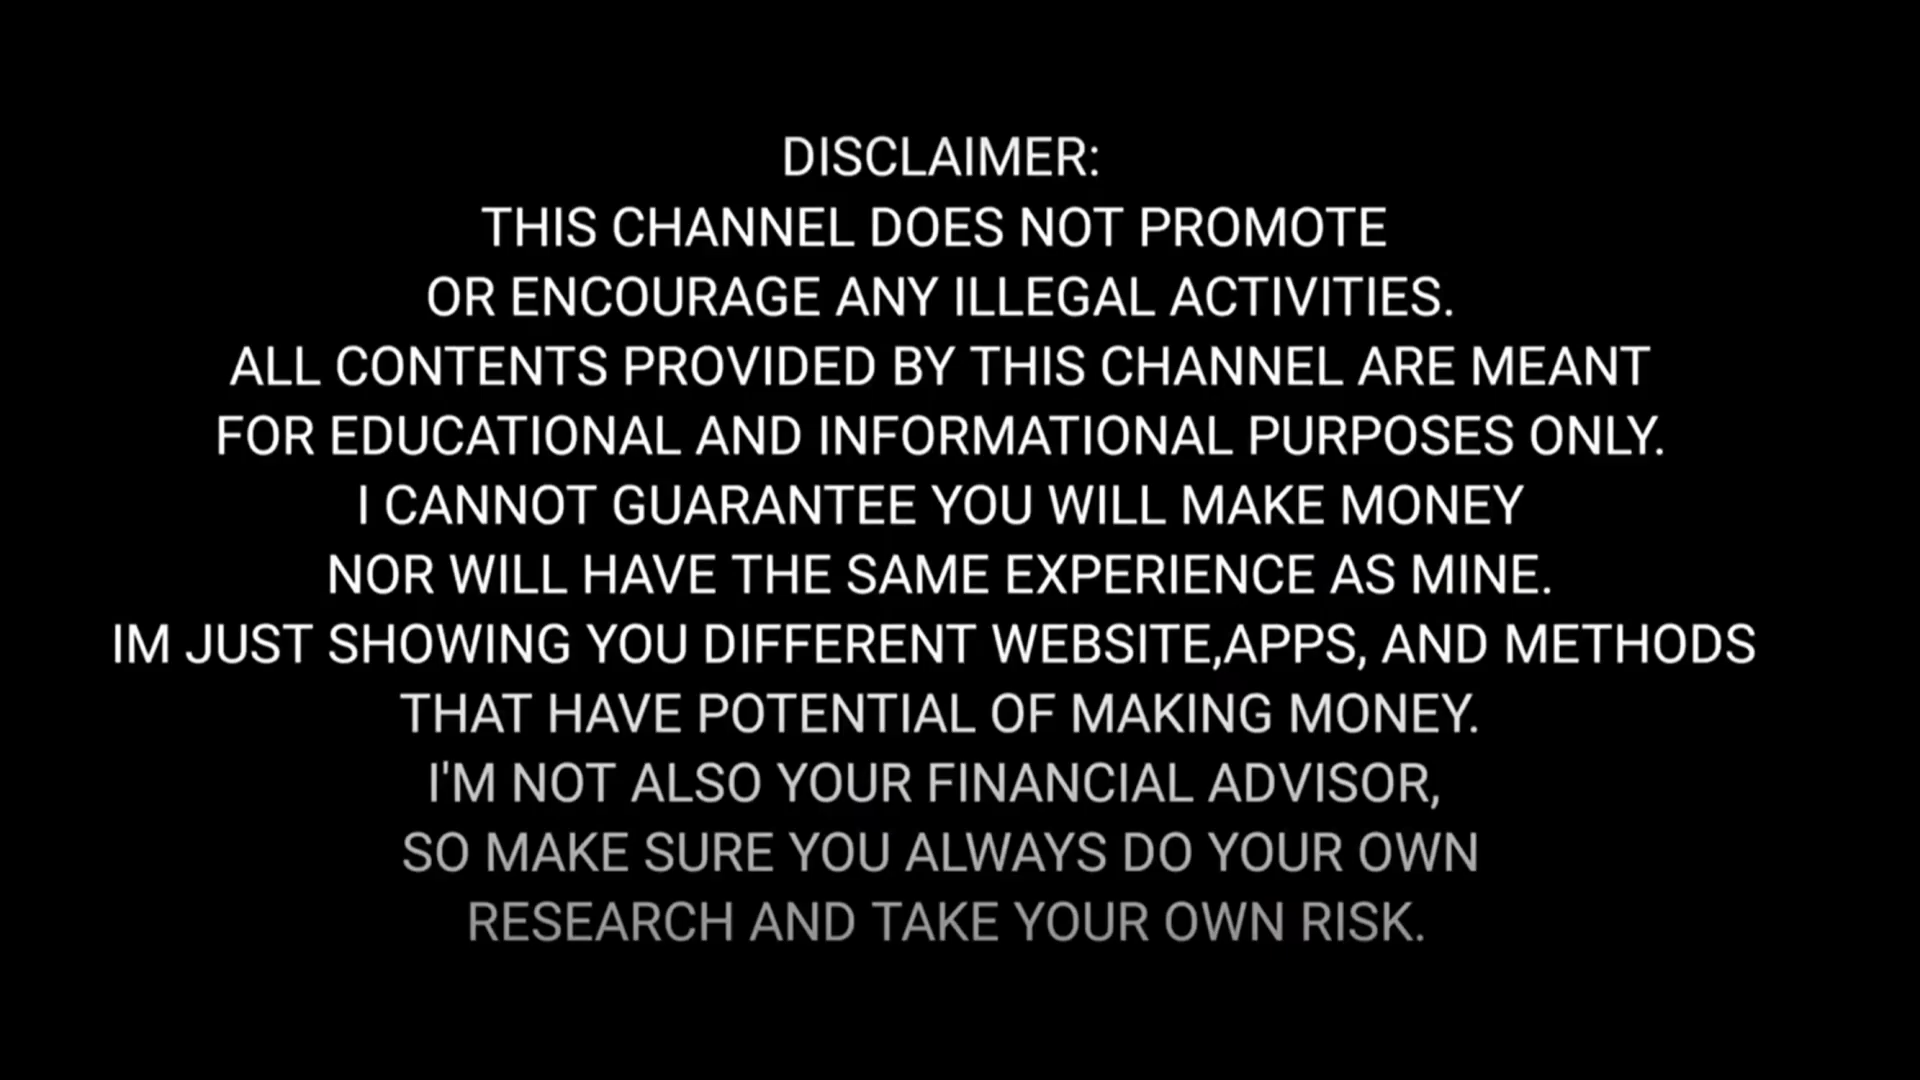 DISCLAIMER:
THIS CHANNEL DOES NOT PROMOTE
OR ENCOURAGE ANY ILLEGAL ACTIVITIES.
ALL CONTENTS PROVIDED BY THIS CHANNEL ARE MEANT
FOR EDUCATIONAL AND INFORMATIONAL PURPOSES ONLY.
I CANNOT GUARANTEE YOU WILL MAKE MONEY
NOR WILL HAVE THE SAME EXPERIENCE AS MINE.
IM JUST SHOWING YOU DIFFERENT WEBSITE,APPS, AND METHODS
THAT HAVE POTENTIAL OF MAKING MONEY.
I'M NOT ALSO YOUR FINANCIAL ADVISOR,
SO MAKE SURE YOU ALWAYS DO YOUR OWN
RESEARCH AND TAKE YOUR OWN RISK.